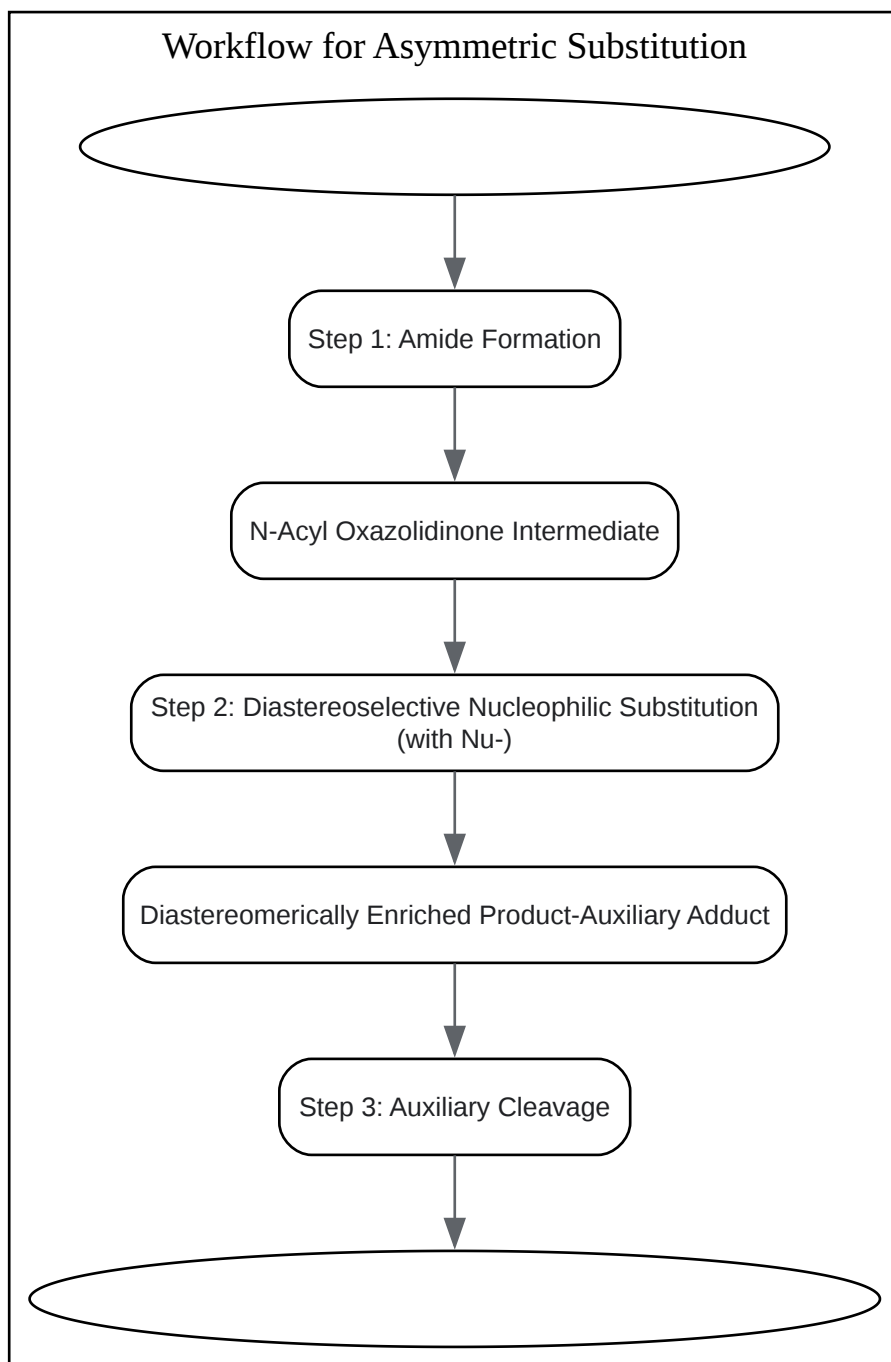 Workflow for Asymmetric Substitution
Step 1: Amide Formation
N-Acyl Oxazolidinone Intermediate
Step 2: Diastereoselective Nucleophilic Substitution
(with Nu-)
Diastereomerically Enriched Product-Auxiliary Adduct
Step 3: Auxiliary Cleavage